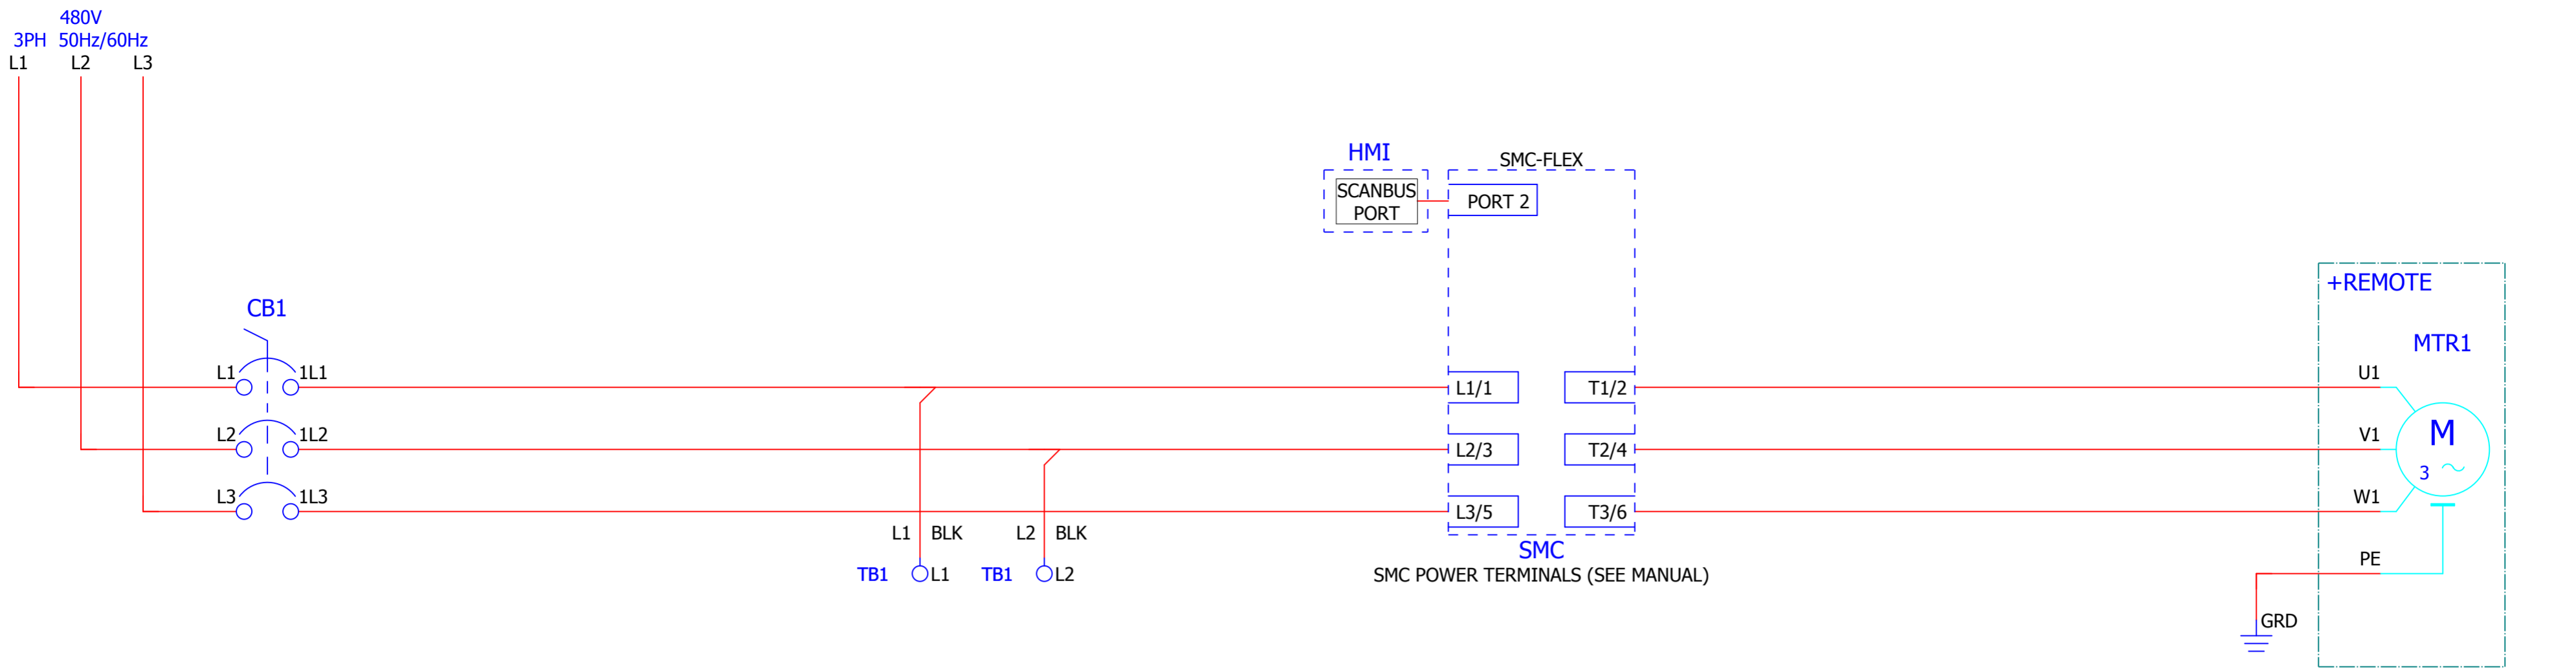 480V
3PH 50Hz/60Hz
L1 L2 L3
HMI
SCANBUS
PORT
SMC-FLEX
PORT 2
+REMOTE
MTR1
CB1
L1 1L1
L1/1 T1/2
U1
L2 1L2
L2/3 T2/4
V1
M
3
L3 1L3
L3/5 T3/6
W1
L1 BLK
L2 BLK
TB1 L1
TB1 L2
SMC
SMC POWER TERMINALS (SEE MANUAL)
PE
GRD